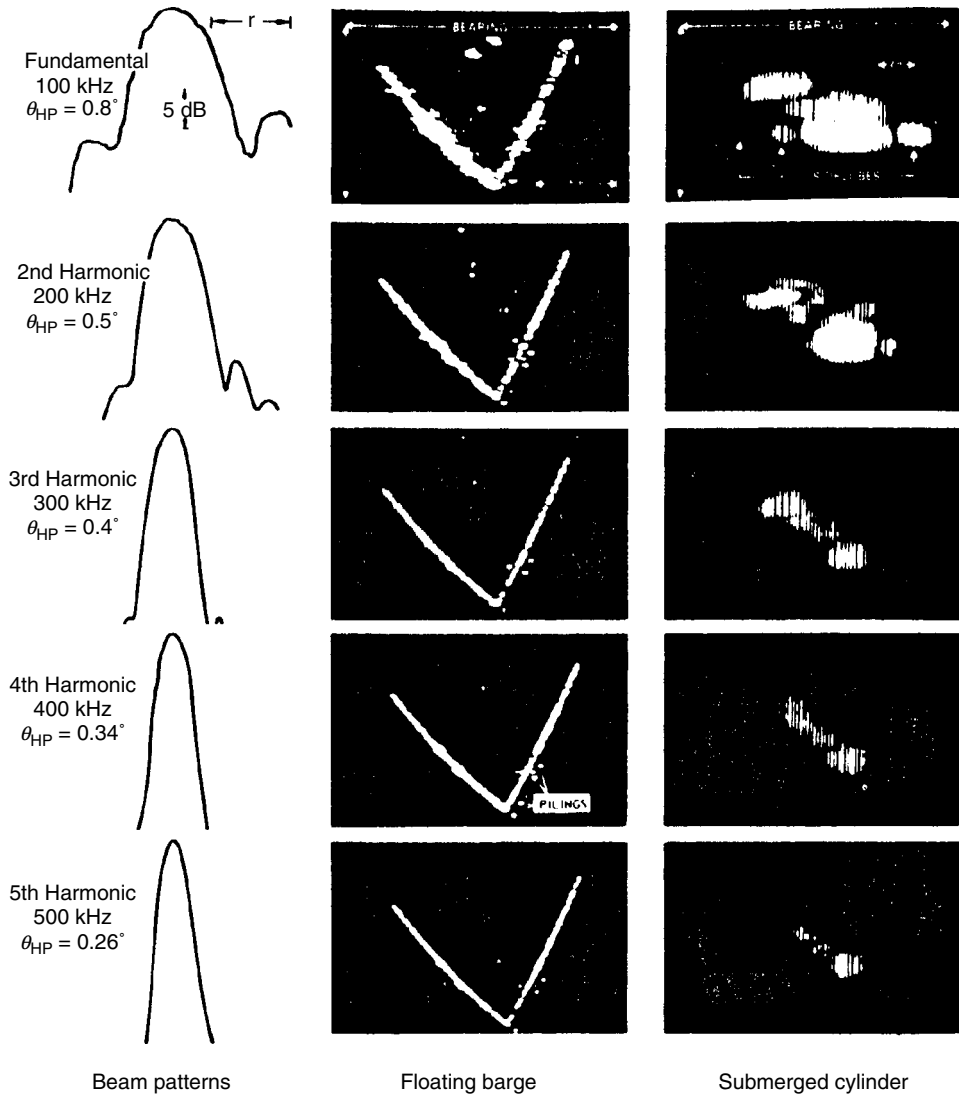 r
Fundamental
100 kHz
θHP = 0.8°
5 dB
BEARING
BEARING
2nd Harmonic
200 kHz
θHP = 0.5°
3rd Harmonic
300 kHz
θHP = 0.4°
4th Harmonic
400 kHz
θHP = 0.34°
PILINGS
5th Harmonic
500 kHz
θHP = 0.26°
Beam patterns
Floating barge
Submerged cylinder